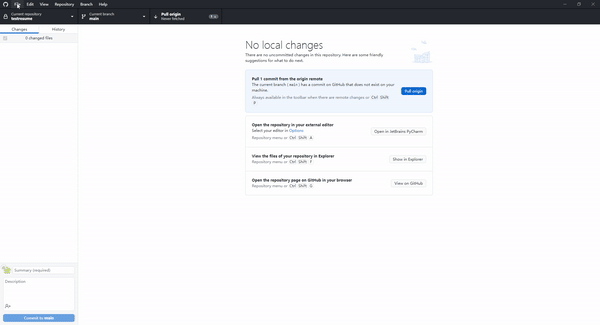 File Edit View Repository Branch Help
Current repository
testreadme
Current branch
main
Pull origin
Never fetched
Changes
History
0 changed files
No local changes
There are no uncommitted changes in this repository. Here are some friendly
suggestions for what to do next.
Pull 1 commit from the origin remote
The current branch (main) has a commit on GitHub that does not exist on your
machine.
Always available in the toolbar when there are remote changes or Ctrl Shift
P
Pull origin
Open the repository in your external editor
Select your editor in Options
Repository menu or Ctrl Shift A
Open in JetBrains PyCharm
View the files of your repository in Explorer
Repository menu or Ctrl Shift F
Show in Explorer
Open the repository page on GitHub in your browser
Repository menu or Ctrl Shift G
View on GitHub
Summary (required)
Description
Commit to main